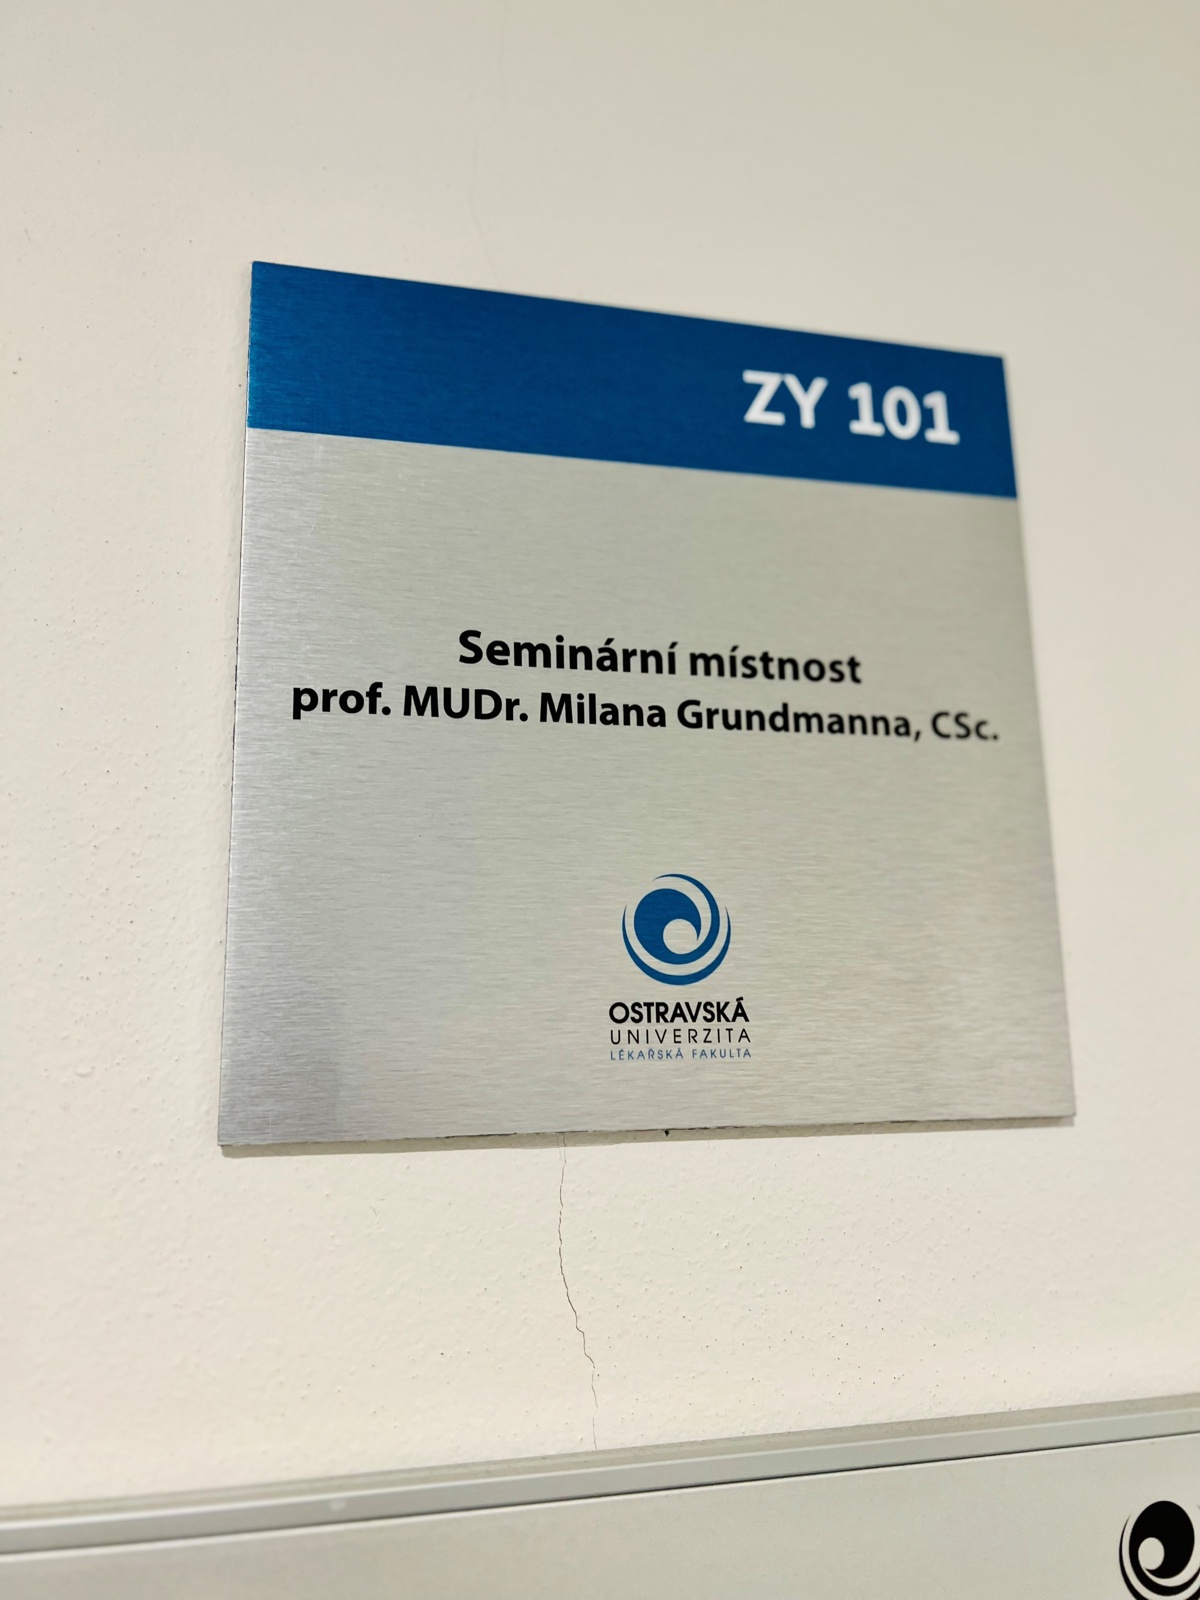 ZY 101
Seminární místnost
prof. MUDr. Milana Grundmanna, CSc.
OSTRAVSKÁ
UNIVERZITA
LÉKAŘSKÁ FAKULTA